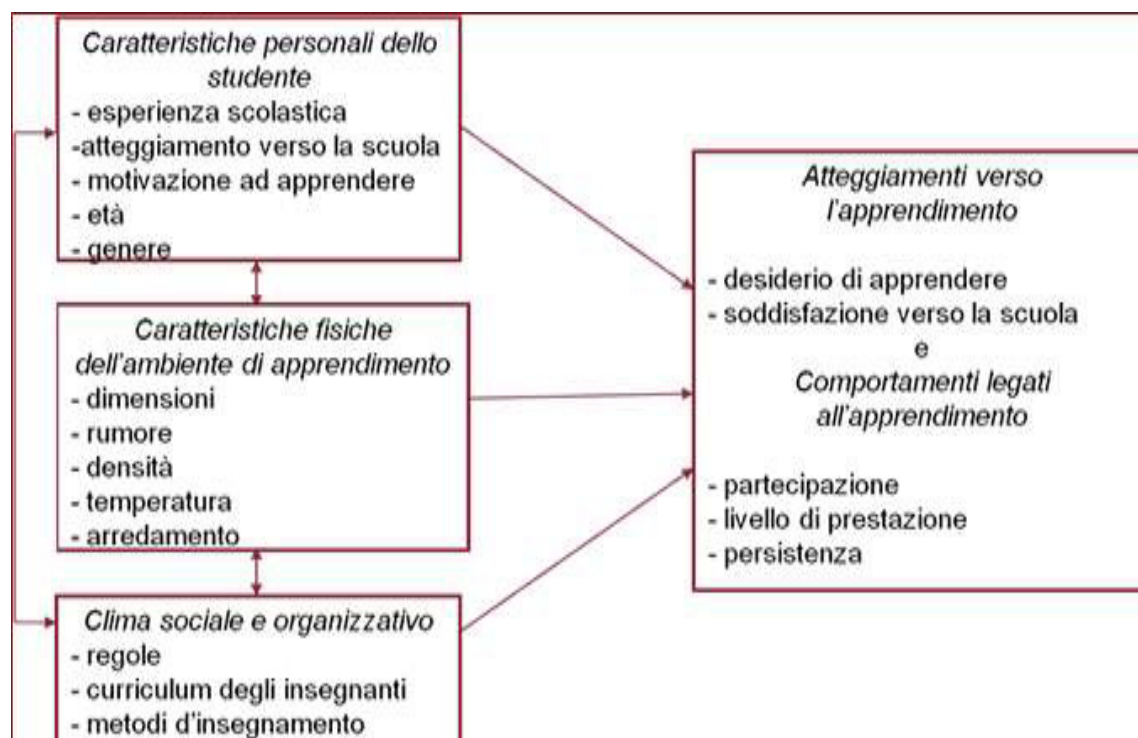 Caratteristiche personali dello
studente
- esperienza scolastica
-atteggiamento verso la scuola
- motivazione ad apprendere
- età
- genere
Caratteristiche fisiche
dell'ambiente di apprendimento
- dimensioni
- rumore
- densità
- temperatura
- arredamento
Clima sociale e organizzativo
- regole
- curriculum degli insegnanti
- metodi d'insegnamento
Atteggiamenti verso
l'apprendimento
- desiderio di apprendere
- soddisfazione verso la scuola
e
Comportamenti legati
all'apprendimento
- partecipazione
- livello di prestazione
- persistenza